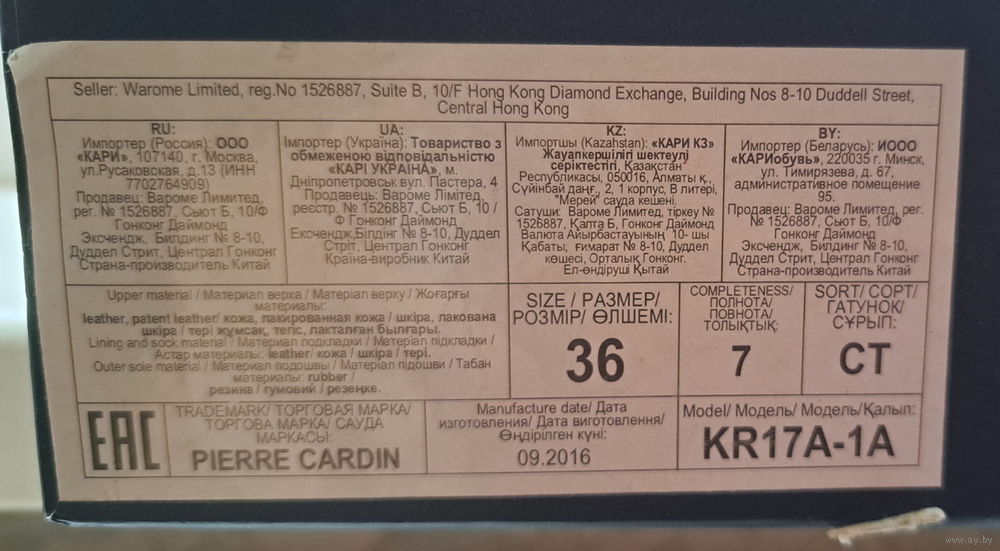 Seller: Warome Limited, reg.No 1526887, Suite B, 10/F Hong Kong Diamond Exchange, Building Nos 8-10 Duddell Street,
Central Hong Kong
RU:
Импортер (Россия): ООО
«КАРИ», 107140, г. Москва,
ул.Русаковская, д.13 (ИНН
7702764909)
Продавец: Вароме Лимитед,
рег. № 1526887, Сьют Б, 10/Ф
Гонконг Даймонд
Эксчендж, Билдинг № 8-10,
Дуддел Стрит, Централ Гонконг
Страна-производитель Китай
UA:
Імпортер (Україна): Товариство з
обмеженою відповідальністю
«КАРІ УКРАЇНА», м.
Дніпропетровськ вул. Пастера, 4
Продавець: Вароме Лімітед,
реєстр. № 1526887, Сьют Б, 10 /
Ф Гонконг Даймонд
Ексчендж,Білдінг № 8-10, Дуддел
Стріт, Централ Гонконг
Країна-виробник Китай
KZ:
Импортшы (Kazahstan): «КАРИ КЗ»
Жауапкершілігі шектеулі
серіктестігі, Қазақстан
Республикасы, 050016, Алматы қ.,
Сүйінбай даңғ., 2, 1 корпус, В литері,
"Мерей" сауда кешені.
Сатушы: Вароме Лимитед, тіркеу №
1526887, Қалта Б, Гонконг Даймонд
Валюта Айырбастауының 10- шы
Қабаты, ғимарат № 8-10, Дуддел
көшесі, Орталық Гонконг.
Ел-өндіруші Қытай
BY:
Импортер (Беларусь): ИООО
«КАРИобувь», 220035 г. Минск,
ул. Тимирязева, д. 67,
административное помещение
95.
Продавец: Вароме Лимитед, рег.
№ 1526887, Сьют Б, 10/Ф
Гонконг Даймонд
Эксчендж, Билдинг № 8-10,
Дуддел Стрит, Централ Гонконг
Страна-производитель Китай
Upper material / Материал верха / Матеріал верху / Жоғарғы
материалы:
leather, patent leather/ кожа, лакированная кожа / шкіра, лакована
шкіра / тері жұмсақ, тегіс, лакталған былғары.
Lining and sock material / Материал подкладки / Матеріал підкладки /
Астар материалы: leather/ кожа / шкіра / тері.
Outer sole material / Материал подошвы / Матеріал підошви / Табан
материалы: rubber /
резина / гумовий / резеңке.
SIZE / РАЗМЕР/
РОЗМІР/ ӨЛШЕМІ:
36
COMPLETENESS/
ПОЛНОТА/
ПОВНОТА/
ТОЛЫҚТЫҚ:
7
SORT/ СОРТ/
ГАТУНОК/
СҰРЫП:
СТ
EAC
TRADEMARK/ ТОРГОВАЯ МАРКА/
ТОРГОВА МАРКА/ САУДА
МАРКАСЫ:
PIERRE CARDIN
Manufacture date/ Дата
изготовления/ Дата виготовлення/
Өндірілген күні:
09.2016
Model/ Модель/ Модель/Қалып:
KR17A-1A
www.ay.by